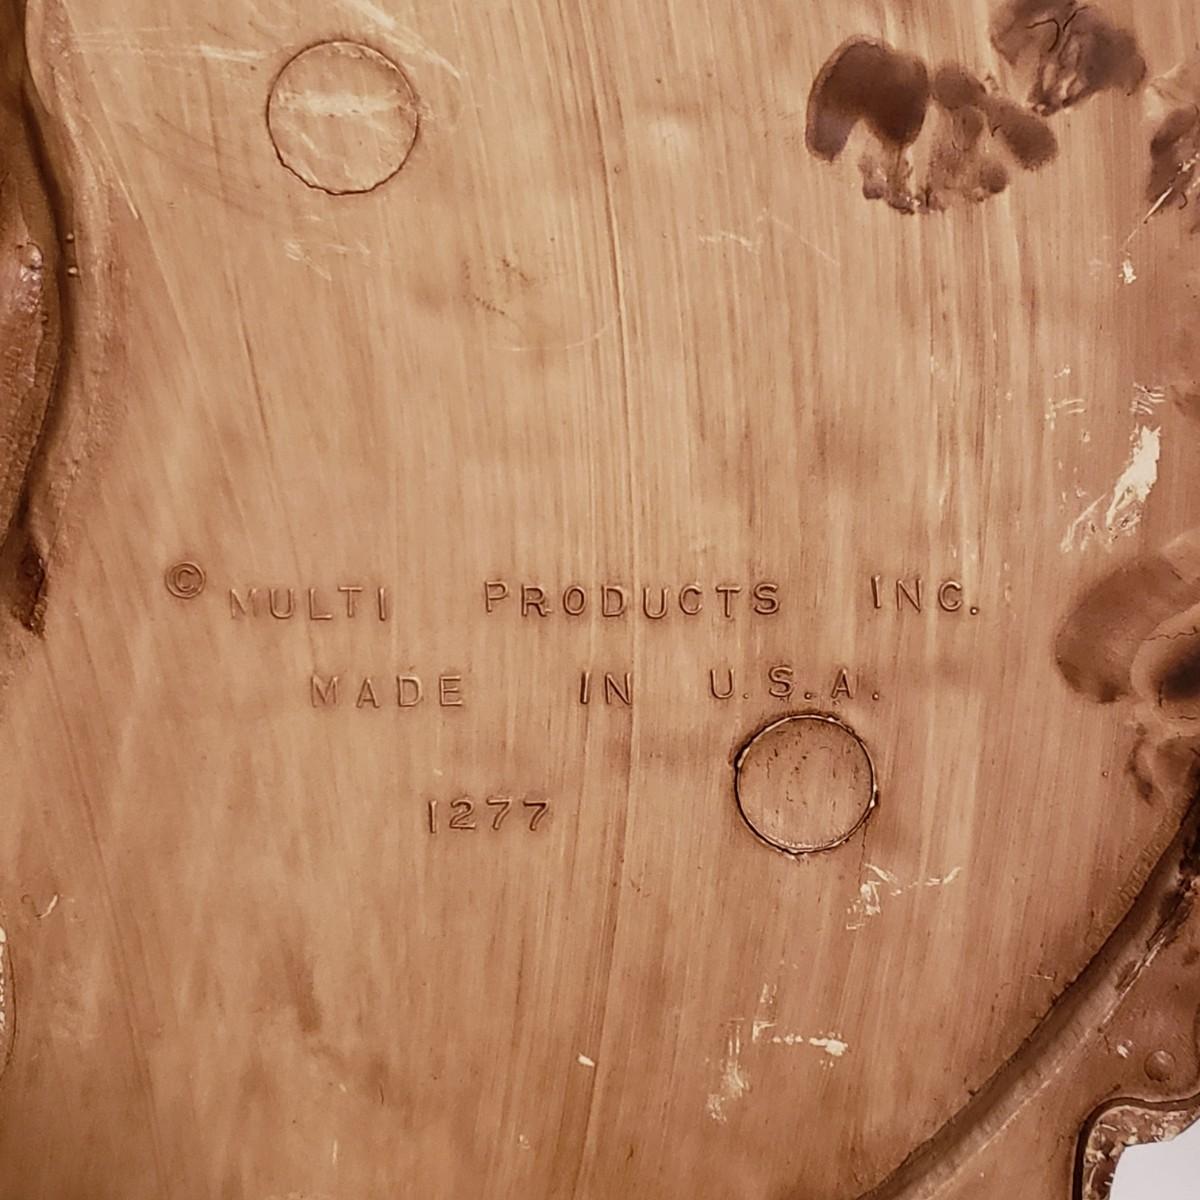 © MULTI PRODUCTS INC.
MADE IN U.S.A.
1277